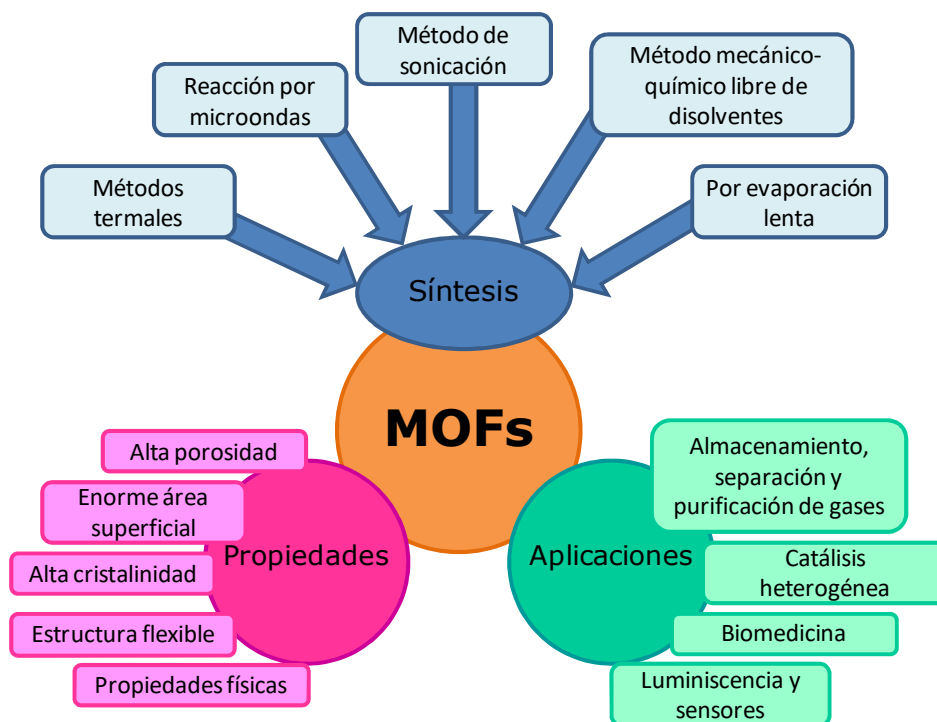 Método de
sonicación
Método mecánico-
químico libre de
disolventes
Reacción por
microondas
Métodos
termales
Por evaporación
lenta
Síntesis
MOFs
Alta porosidad
Enorme área
superficial
Propiedades
Alta cristalinidad
Estructura flexible
Propiedades físicas
Almacenamiento,
separación y
purificación de gases
Aplicaciones
Catálisis
heterogénea
Biomedicina
Luminiscencia y
sensores